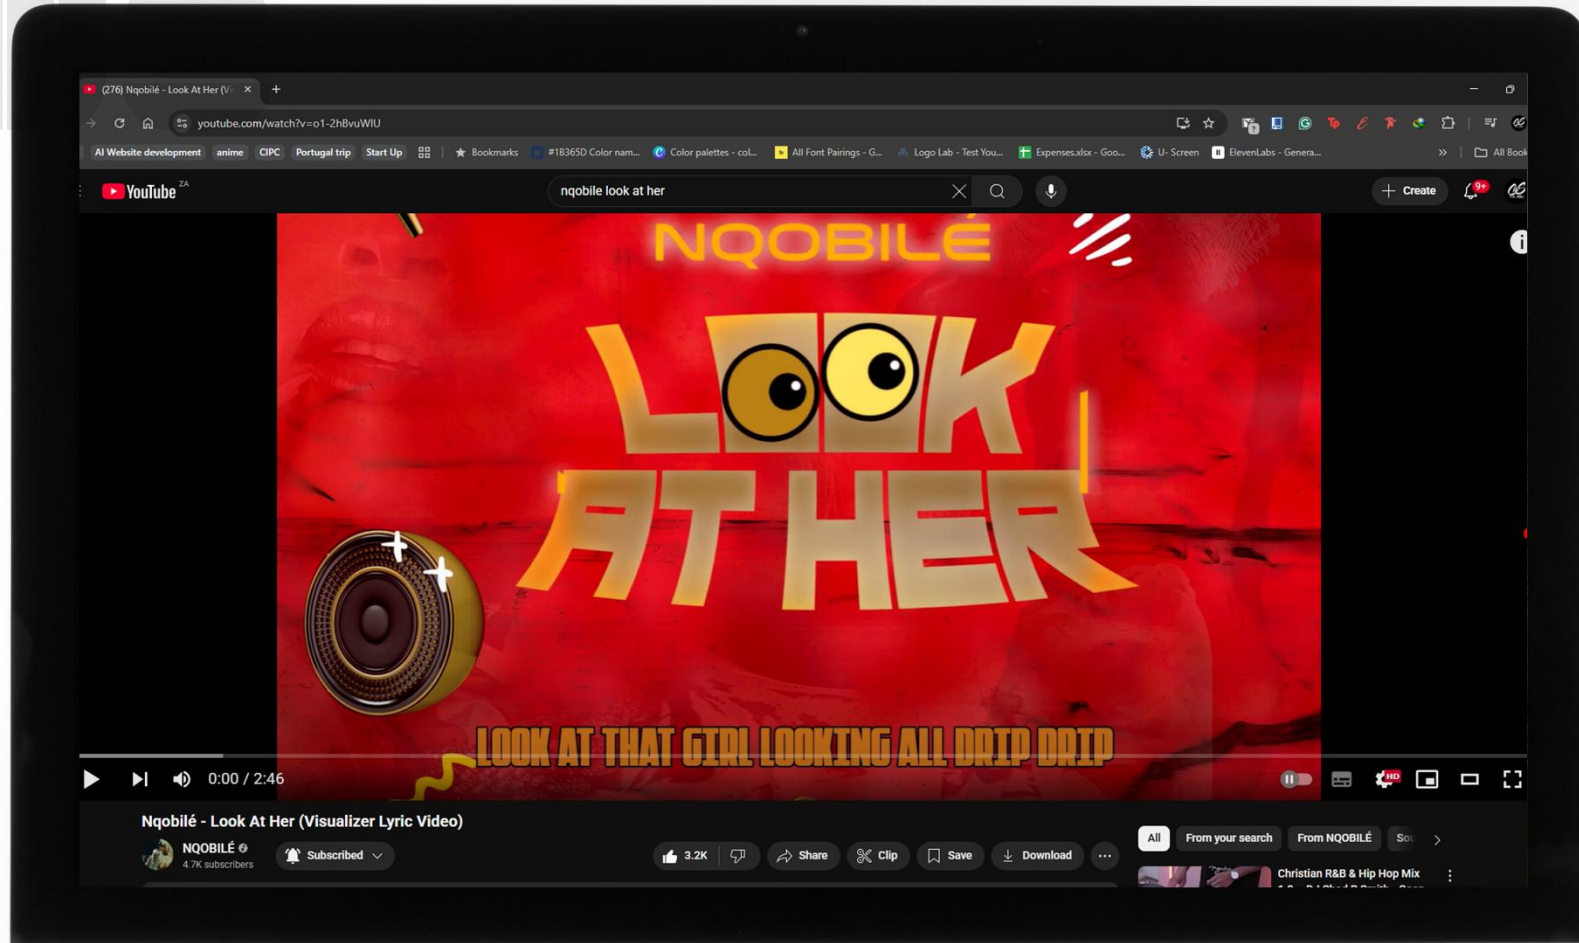 (276) Nqobilé - Look At Her (Vi
youtube.com/watch?v=o1-2hBvuWIU
AI Website development anime CIPC Portugal trip Start Up Bookmarks #1B365D Color nam... Color palettes - col... All Font Pairings - G... Logo Lab - Test You... Expenses.xlsx - Goo... U- Screen ElevenLabs - Genera... » All Book
YouTube ZA
nqobile look at her
Create
9+
NQOBILÉ
LOOK
AT HER
LOOK AT THAT GIRL LOOKING ALL DRIP DRIP
0:00 / 2:46
HD
Nqobilé - Look At Her (Visualizer Lyric Video)
NQOBILÉ
4.7K subscribers
Subscribed
3.2K
Share
Clip
Save
Download
All From your search From NQOBILÉ
Christian R&B & Hip Hop Mix